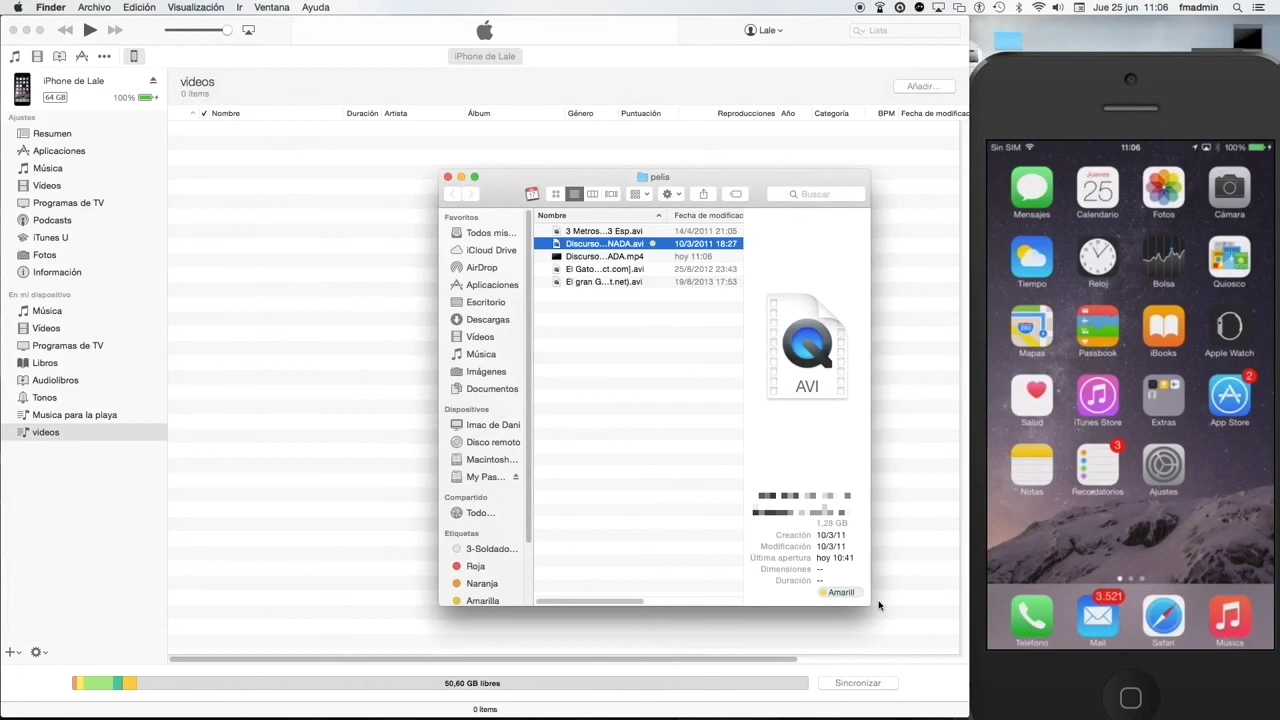 Finder Archivo Edición Visualización Ir Ventana Ayuda
Jue 25 jun 11:06 fmadmin
Lale
Lista
iPhone de Lale
iPhone de Lale
64 GB
100%
Ajustes
Resumen
Aplicaciones
Música
Vídeos
Programas de TV
Podcasts
iTunes U
Fotos
Información
En mi dispositivo
Música
Vídeos
Programas de TV
Libros
Audiolibros
Tonos
Musica para la playa
videos
videos
0 ítems
Añadir...
Nombre Duración Artista Álbum Género Puntuación Reproducciones Año Categoría BPM Fecha de modificac
pelis
17
Buscar
Favoritos
Todos mis...
iCloud Drive
AirDrop
Aplicaciones
Escritorio
Descargas
Vídeos
Música
Imágenes
Documentos
Dispositivos
Imac de Dani
Disco remoto
Macintosh...
My Pas...
Compartido
Todo...
Etiquetas
3-Soldado...
Roja
Naranja
Amarilla
Nombre Fecha de modificac
3 Metros...3 Esp.avi 14/4/2011 21:05
Discurso...NADA.avi 10/3/2011 18:27
Discurso...ADA.mp4 hoy 11:06
El Gato...ct.com].avi 25/8/2012 23:43
El gran G...t.net).avi 19/8/2013 17:53
AVI
1,28 GB
Creación 10/3/11
Modificación 10/3/11
Última apertura hoy 10:41
Dimensiones --
Duración --
Amarill
50,60 GB libres
Sincronizar
0 ítems
Sin SIM 11:06 100%
Jueves
25
Mensajes Calendario Fotos Cámara
Tiempo Reloj Bolsa Quiosco
280
Mapas Passbook iBooks Apple Watch
2
Salud iTunes Store Extras App Store
3
Notas Recordatorios Ajustes
3.521
Teléfono Mail Safari Música